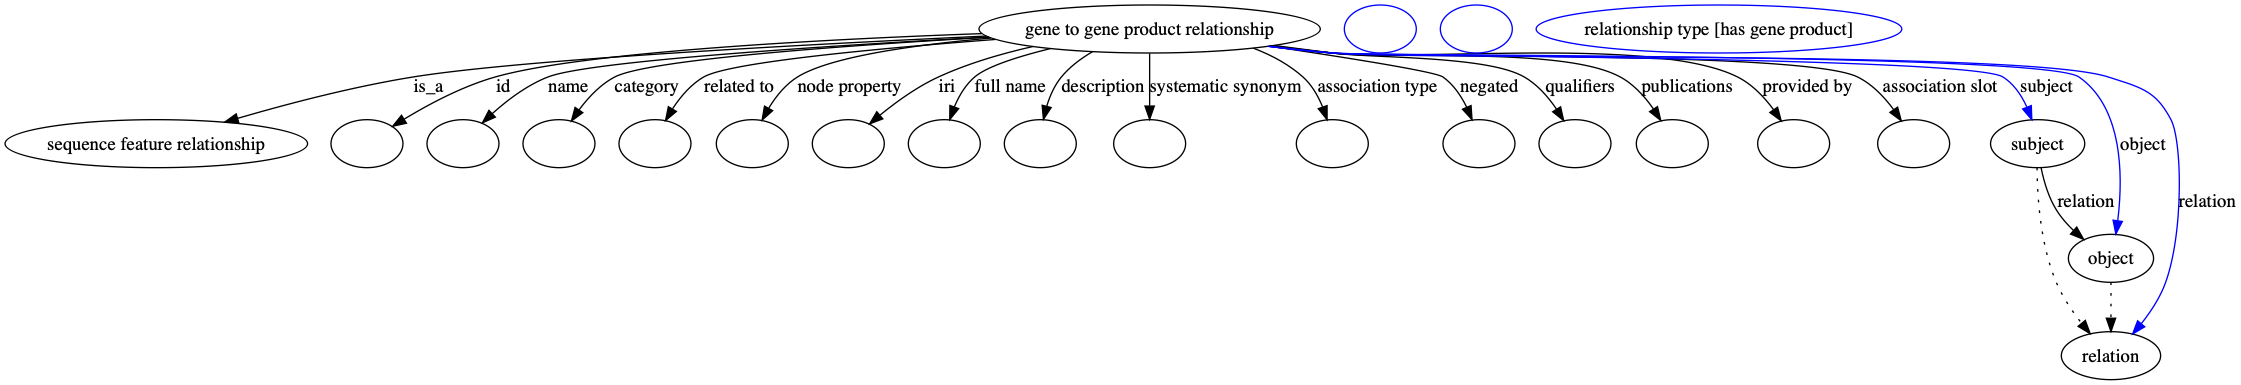 gene to gene product relationship
relationship type [has gene product]
is_a
id
name
category
related to
node property
iri
full name
description
systematic synonym
association type
negated
qualifiers
publications
provided by
association slot
subject
sequence feature relationship
subject
object
relation
relation
object
relation